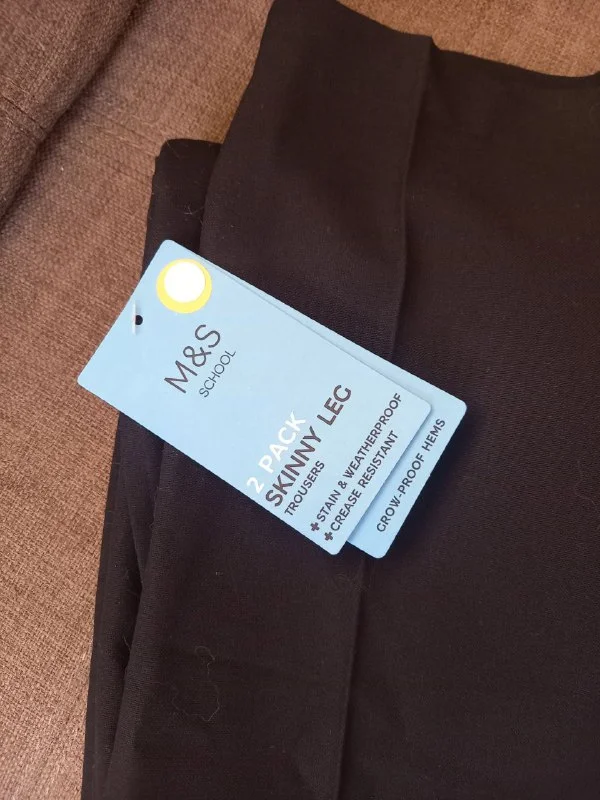 M&S
SCHOOL
2 PACK
SKINNY LEG
TROUSERS
+ STAIN & WEATHERPROOF
+ CREASE RESISTANT
GROW-PROOF HEMS